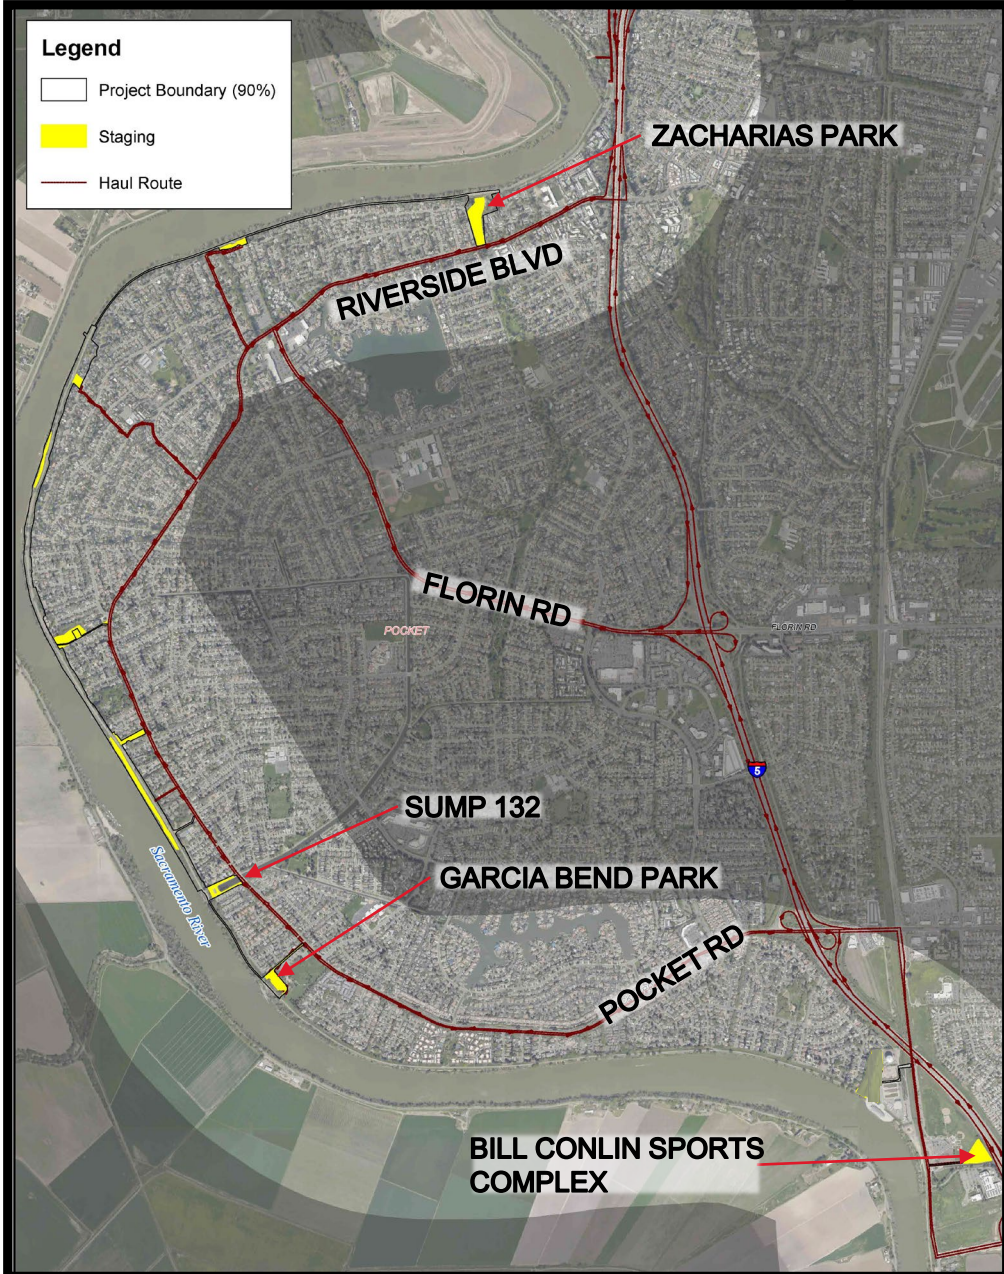 Legend
Project Boundary (90%)
Staging
Haul Route
ZACHARIAS PARK
RIVERSIDE BLVD
FLORIN RD
FLORIN RD
POCKET
5
SUMP 132
GARCIA BEND PARK
Sacramento River
POCKET RD
BILL CONLIN SPORTS
COMPLEX